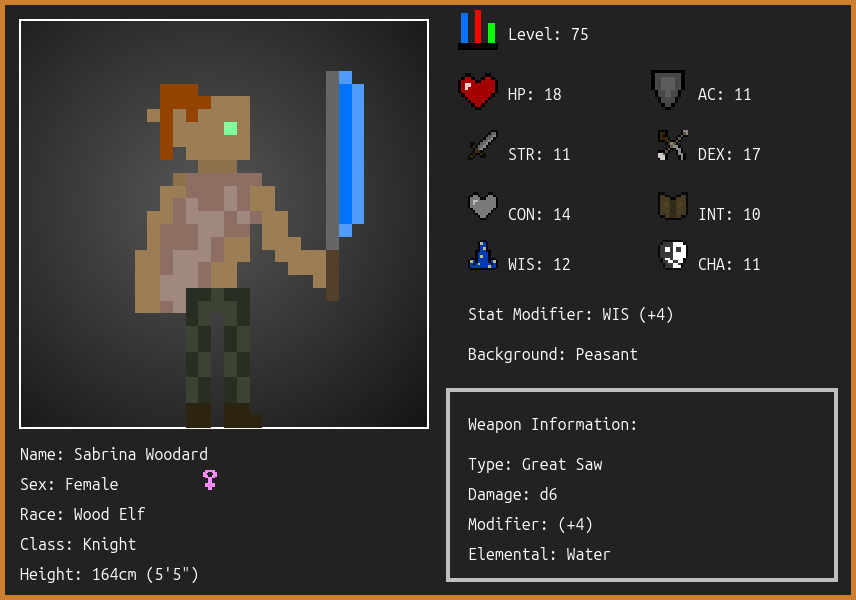 Level: 75
HP: 18
AC: 11
STR: 11
DEX: 17
CON: 14
INT: 10
WIS: 12
CHA: 11
Stat Modifier: WIS (+4)
Background: Peasant
Weapon Information:
Type: Great Saw
Damage: d6
Modifier: (+4)
Elemental: Water
Name: Sabrina Woodard
Sex: Female
Race: Wood Elf
Class: Knight
Height: 164cm (5'5")